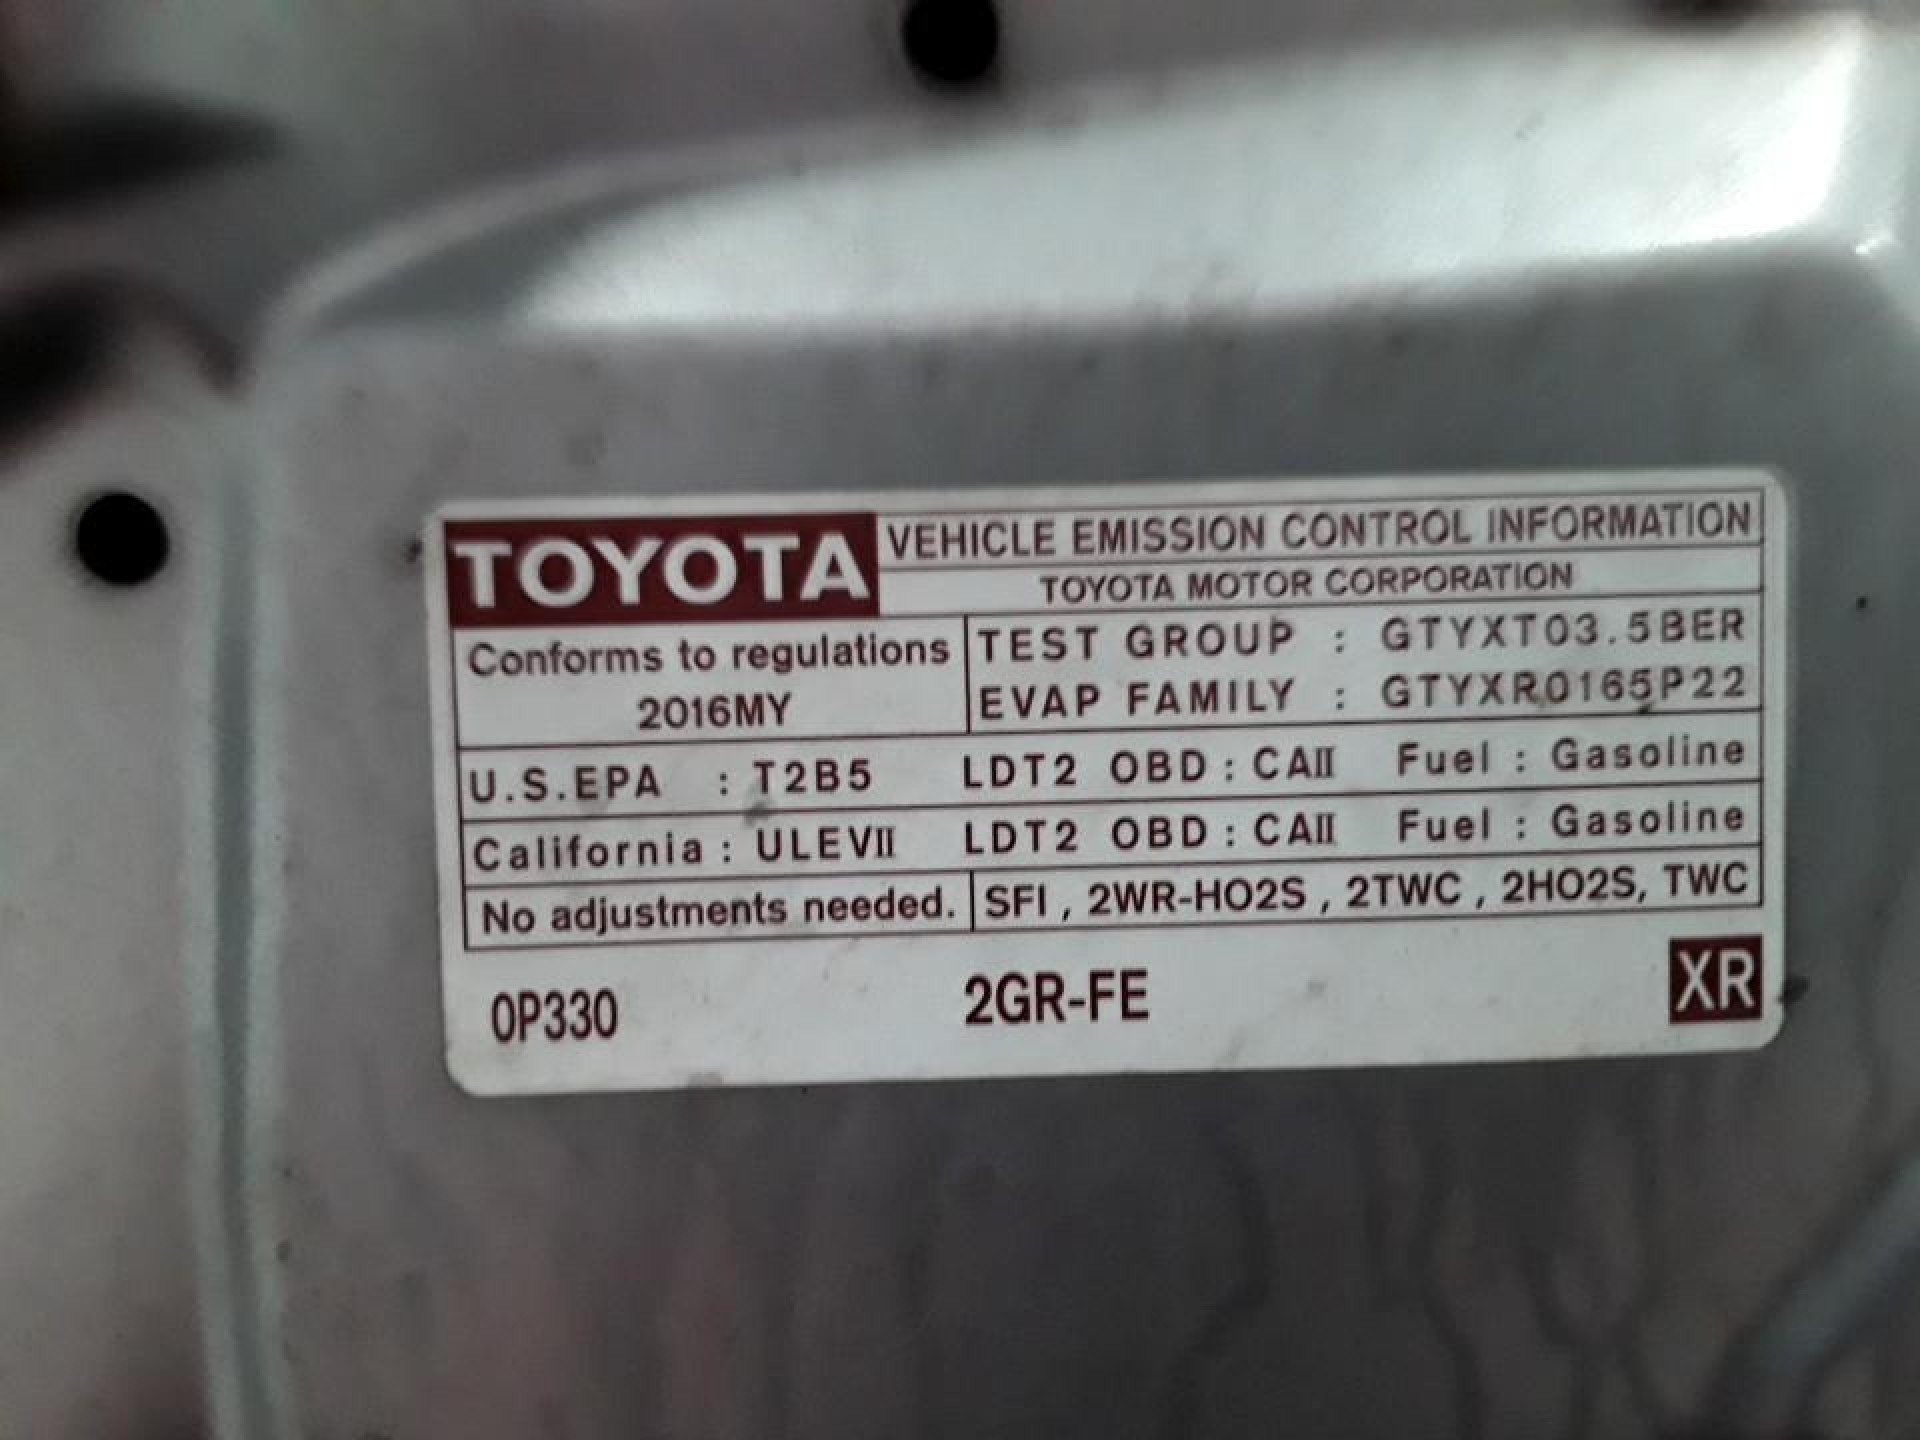 TOYOTA VEHICLE EMISSION CONTROL INFORMATION
TOYOTA MOTOR CORPORATION
Conforms to regulations
2016MY
TEST GROUP : GTYXT03.5BER
EVAP FAMILY : GTYXR0165P22
U.S.EPA : T2B5 LDT2 OBD : CAII Fuel : Gasoline
California : ULEVII LDT2 OBD : CAII Fuel : Gasoline
No adjustments needed. SFI , 2WR-HO2S , 2TWC , 2HO2S, TWC
0P330 2GR-FE XR